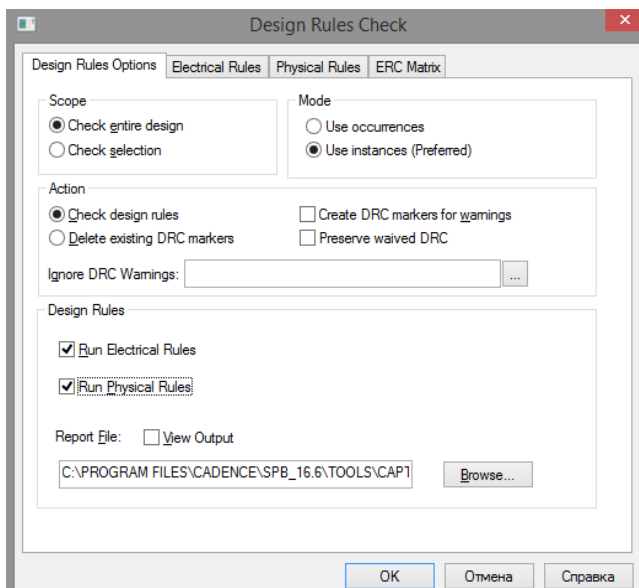 Design Rules Check
Design Rules Options Electrical Rules Physical Rules ERC Matrix
Scope
Check entire design
Check selection
Mode
Use occurrences
Use instances (Preferred)
Action
Check design rules
Delete existing DRC markers
Create DRC markers for warnings
Preserve waived DRC
Ignore DRC Warnings:
...
Design Rules
Run Electrical Rules
Run Physical Rules
Report File: View Output
C:\PROGRAM FILES\CADENCE\SPB_16.6\TOOLS\CAPT
Browse...
OK Отмена Справка